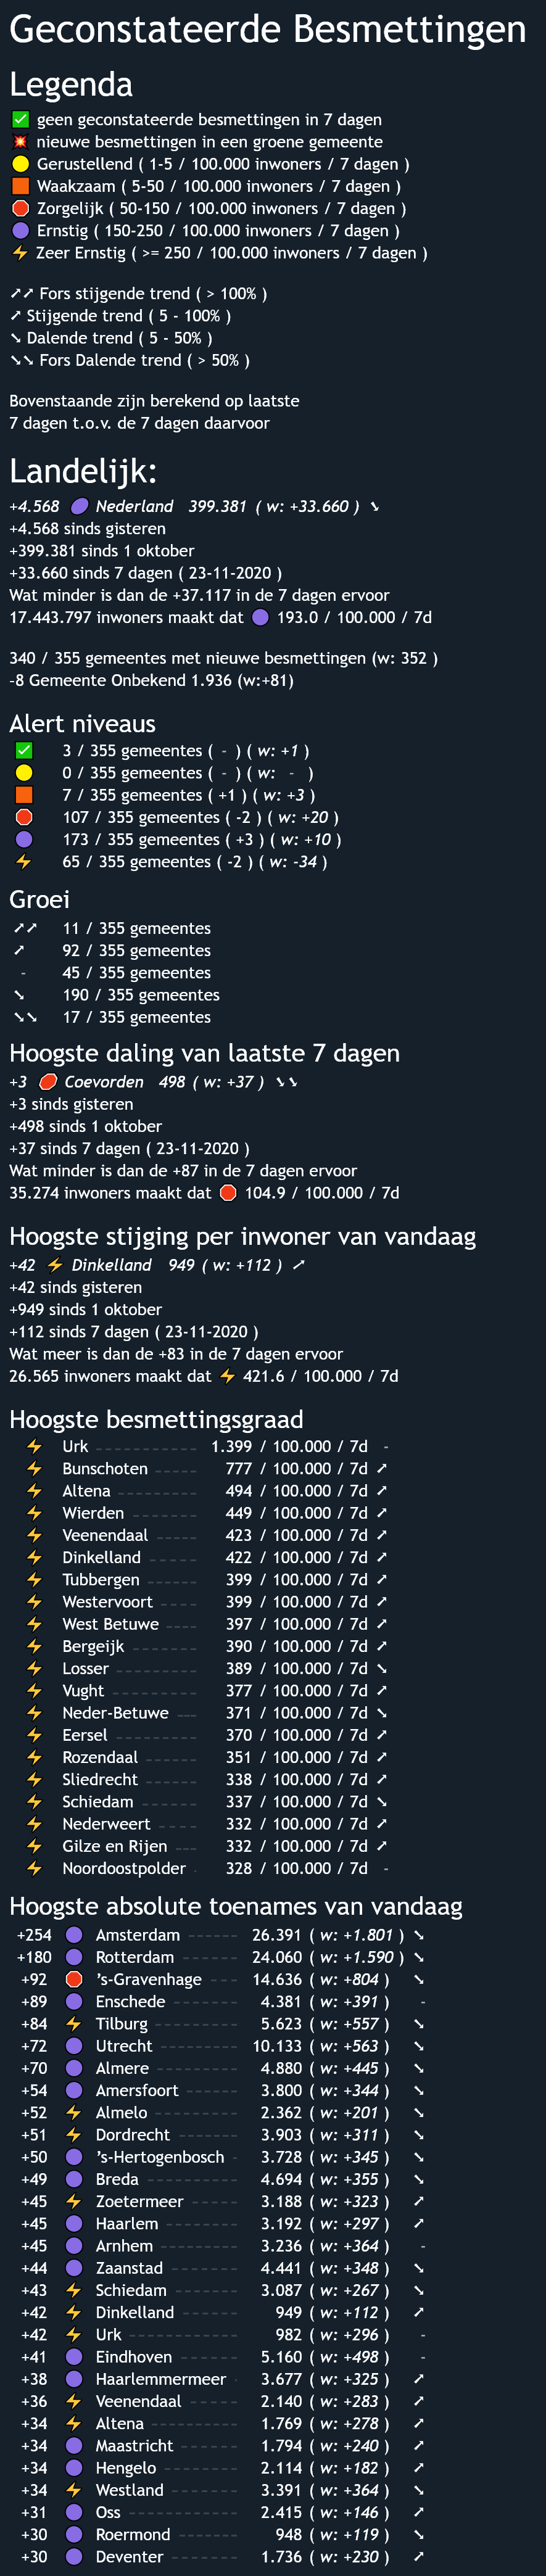 Geconstateerde Besmettingen
Legenda
✅ geen geconstateerde besmettingen in 7 dagen
💥 nieuwe besmettingen in een groene gemeente
🟡 Gerustellend ( 1-5 / 100.000 inwoners / 7 dagen )
🟧 Waakzaam ( 5-50 / 100.000 inwoners / 7 dagen )
🛑 Zorgelijk ( 50-150 / 100.000 inwoners / 7 dagen )
🟣 Ernstig ( 150-250 / 100.000 inwoners / 7 dagen )
⚡ Zeer Ernstig ( >= 250 / 100.000 inwoners / 7 dagen )
➚➚ Fors stijgende trend ( > 100% )
➚ Stijgende trend ( 5 - 100% )
➘ Dalende trend ( 5 - 50% )
➘➘ Fors Dalende trend ( > 50% )
Bovenstaande zijn berekend op laatste
7 dagen t.o.v. de 7 dagen daarvoor
Landelijk:
+4.568 🟣 Nederland 399.381 ( w: +33.660 ) ➘
+4.568 sinds gisteren
+399.381 sinds 1 oktober
+33.660 sinds 7 dagen ( 23-11-2020 )
Wat minder is dan de +37.117 in de 7 dagen ervoor
17.443.797 inwoners maakt dat 🟣 193.0 / 100.000 / 7d
340 / 355 gemeentes met nieuwe besmettingen (w: 352 )
-8 Gemeente Onbekend 1.936 (w:+81)
Alert niveaus
✅ 3 / 355 gemeentes ( - ) ( w: +1 )
🟡 0 / 355 gemeentes ( - ) ( w: - )
🟧 7 / 355 gemeentes ( +1 ) ( w: +3 )
🛑 107 / 355 gemeentes ( -2 ) ( w: +20 )
🟣 173 / 355 gemeentes ( +3 ) ( w: +10 )
⚡ 65 / 355 gemeentes ( -2 ) ( w: -34 )
Groei
➚➚ 11 / 355 gemeentes
➚ 92 / 355 gemeentes
- 45 / 355 gemeentes
➘ 190 / 355 gemeentes
➘➘ 17 / 355 gemeentes
Hoogste daling van laatste 7 dagen
+3 🛑 Coevorden 498 ( w: +37 ) ➘➘
+3 sinds gisteren
+498 sinds 1 oktober
+37 sinds 7 dagen ( 23-11-2020 )
Wat minder is dan de +87 in de 7 dagen ervoor
35.274 inwoners maakt dat 🛑 104.9 / 100.000 / 7d
Hoogste stijging per inwoner van vandaag
+42 ⚡ Dinkelland 949 ( w: +112 ) ➚
+42 sinds gisteren
+949 sinds 1 oktober
+112 sinds 7 dagen ( 23-11-2020 )
Wat meer is dan de +83 in de 7 dagen ervoor
26.565 inwoners maakt dat ⚡ 421.6 / 100.000 / 7d
Hoogste besmettingsgraad
⚡ Urk 1.399 / 100.000 / 7d -
⚡ Bunschoten 777 / 100.000 / 7d ➚
⚡ Altena 494 / 100.000 / 7d ➚
⚡ Wierden 449 / 100.000 / 7d ➚
⚡ Veenendaal 423 / 100.000 / 7d ➚
⚡ Dinkelland 422 / 100.000 / 7d ➚
⚡ Tubbergen 399 / 100.000 / 7d ➚
⚡ Westervoort 399 / 100.000 / 7d ➚
⚡ West Betuwe 397 / 100.000 / 7d ➚
⚡ Bergeijk 390 / 100.000 / 7d ➚
⚡ Losser 389 / 100.000 / 7d ➘
⚡ Vught 377 / 100.000 / 7d ➚
⚡ Neder-Betuwe 371 / 100.000 / 7d ➘
⚡ Eersel 370 / 100.000 / 7d ➚
⚡ Rozendaal 351 / 100.000 / 7d ➚
⚡ Sliedrecht 338 / 100.000 / 7d ➚
⚡ Schiedam 337 / 100.000 / 7d ➘
⚡ Nederweert 332 / 100.000 / 7d ➚
⚡ Gilze en Rijen 332 / 100.000 / 7d ➚
⚡ Noordoostpolder 328 / 100.000 / 7d -
Hoogste absolute toenames van vandaag
+254 🟣 Amsterdam 26.391 ( w: +1.801 ) ➘
+180 🟣 Rotterdam 24.060 ( w: +1.590 ) ➘
+92 🛑 's-Gravenhage 14.636 ( w: +804 ) ➘
+89 🟣 Enschede 4.381 ( w: +391 ) -
+84 ⚡ Tilburg 5.623 ( w: +557 ) ➘
+72 🟣 Utrecht 10.133 ( w: +563 ) ➘
+70 🟣 Almere 4.880 ( w: +445 ) ➘
+54 🟣 Amersfoort 3.800 ( w: +344 ) ➘
+52 ⚡ Almelo 2.362 ( w: +201 ) ➘
+51 ⚡ Dordrecht 3.903 ( w: +311 ) ➘
+50 🟣 's-Hertogenbosch 3.728 ( w: +345 ) ➘
+49 🟣 Breda 4.694 ( w: +355 ) ➘
+45 ⚡ Zoetermeer 3.188 ( w: +323 ) ➚
+45 🟣 Haarlem 3.192 ( w: +297 ) ➚
+45 🟣 Arnhem 3.236 ( w: +364 ) -
+44 🟣 Zaanstad 4.441 ( w: +348 ) ➘
+43 ⚡ Schiedam 3.087 ( w: +267 ) ➘
+42 ⚡ Dinkelland 949 ( w: +112 ) ➚
+42 ⚡ Urk 982 ( w: +296 ) -
+41 🟣 Eindhoven 5.160 ( w: +498 ) -
+38 🟣 Haarlemmermeer 3.677 ( w: +325 ) ➚
+36 ⚡ Veenendaal 2.140 ( w: +283 ) ➚
+34 ⚡ Altena 1.769 ( w: +278 ) ➚
+34 🟣 Maastricht 1.794 ( w: +240 ) ➚
+34 🟣 Hengelo 2.114 ( w: +182 ) ➚
+34 ⚡ Westland 3.391 ( w: +364 ) ➘
+31 🟣 Oss 2.415 ( w: +146 ) ➚
+30 🟣 Roermond 948 ( w: +119 ) ➘
+30 🟣 Deventer 1.736 ( w: +230 ) ➚